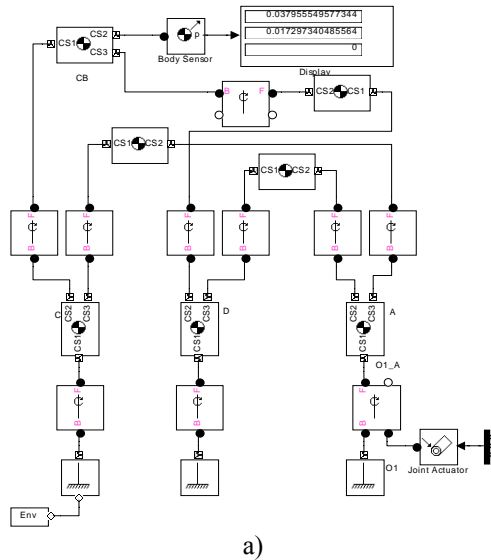 0.037955549577344
0.017297340485564
0
CS1
CS2
CS3
CB
p
Body Sensor
Display
B
F
CS2
CS1
CS1
CS2
CS1
CS2
F
B
F
B
F
B
F
B
F
B
F
B
C
CS2
CS3
CS1
D
CS2
CS3
CS1
A
CS2
CS3
CS1
O1_A
F
B
F
B
F
B
O1
Joint Actuator
Env
a)